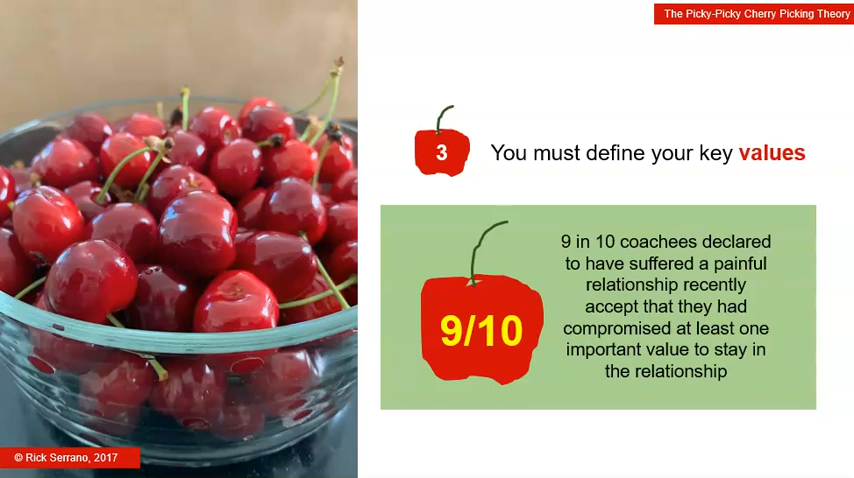 The Picky-Picky Cherry Picking Theory
3
You must define your key values
9/10
9 in 10 coachees declared
to have suffered a painful
relationship recently
accept that they had
compromised at least one
important value to stay in
the relationship
© Rick Serrano, 2017